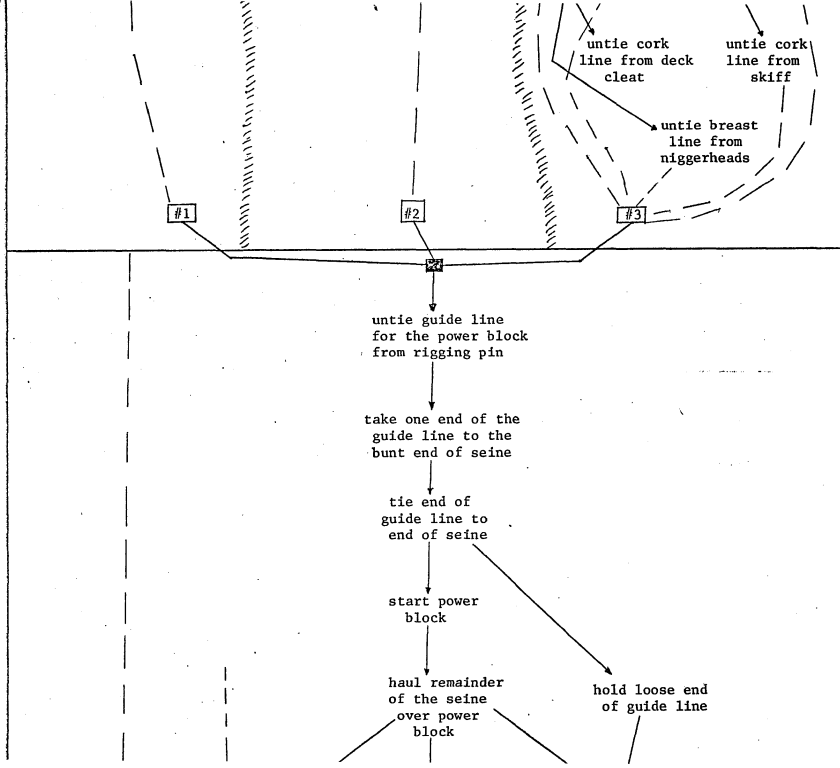 untie cork
line from deck
cleat
untie cork
line from
skiff
untie breast
line from
niggerheads
#1
#2
#3
untie guide line
for the power block
from rigging pin
take one end of the
guide line to the
bunt end of seine
tie end of
guide line to
end of seine
start power
block
haul remainder
of the seine
over power
block
hold loose end
of guide line